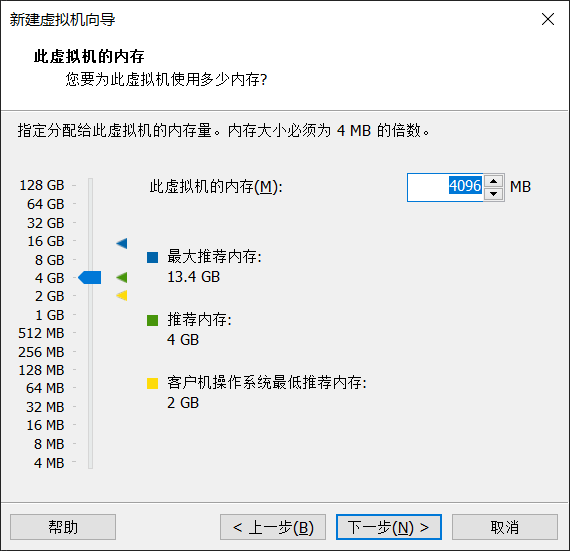 新建虚拟机向导
此虚拟机的内存
您要为此虚拟机使用多少内存?
指定分配给此虚拟机的内存量。内存大小必须为 4 MB 的倍数。
128 GB
64 GB
32 GB
16 GB
8 GB
4 GB
2 GB
1 GB
512 MB
256 MB
128 MB
64 MB
32 MB
16 MB
8 MB
4 MB
此虚拟机的内存(M): 4096 MB
最大推荐内存:
13.4 GB
推荐内存:
4 GB
客户机操作系统最低推荐内存:
2 GB
帮助 < 上一步(B) 下一步(N) > 取消